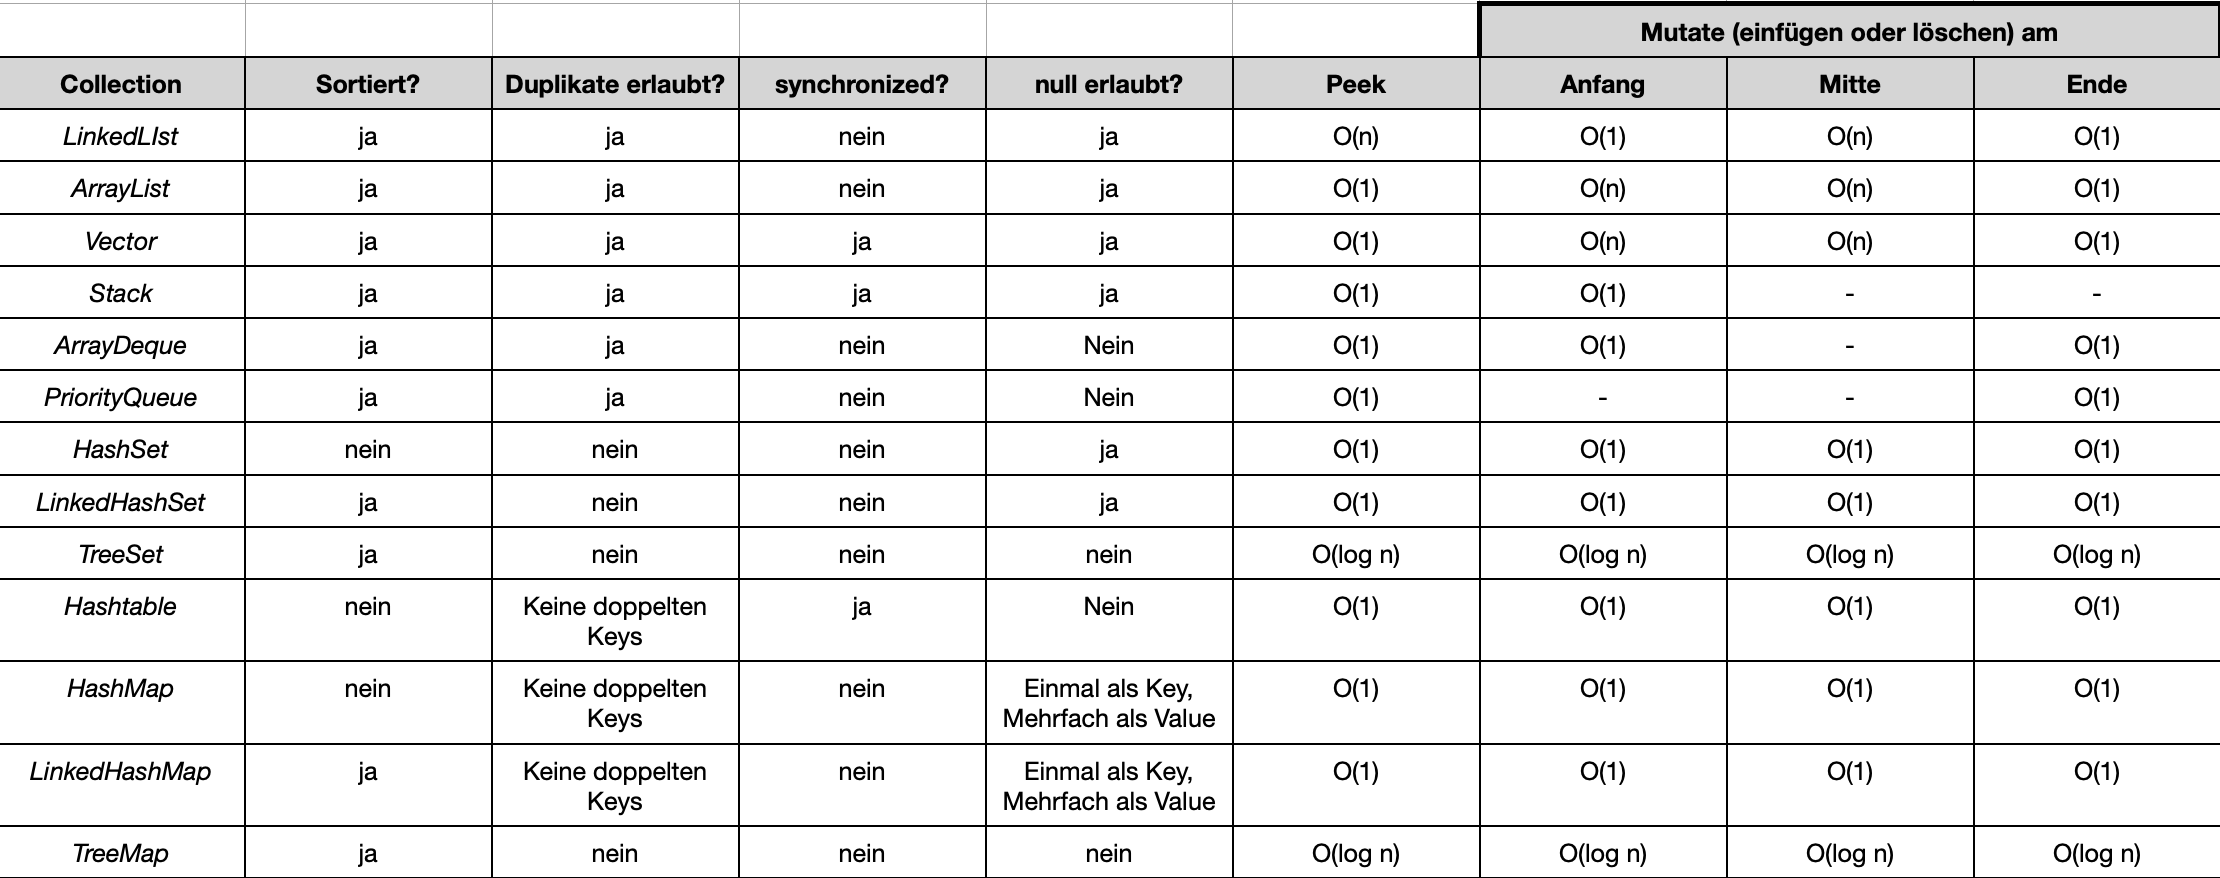 Mutate (einfügen oder löschen) am
Collection Sortiert? Duplikate erlaubt? synchronized? null erlaubt? Peek Anfang Mitte Ende
LinkedLIst ja ja nein ja O(n) O(1) O(n) O(1)
ArrayList ja ja nein ja O(1) O(n) O(n) O(1)
Vector ja ja ja ja O(1) O(n) O(n) O(1)
Stack ja ja ja ja O(1) O(1) - -
ArrayDeque ja ja nein Nein O(1) O(1) - O(1)
PriorityQueue ja ja nein Nein O(1) - - O(1)
HashSet nein nein nein ja O(1) O(1) O(1) O(1)
LinkedHashSet ja nein nein ja O(1) O(1) O(1) O(1)
TreeSet ja nein nein nein O(log n) O(log n) O(log n) O(log n)
Hashtable nein Keine doppelten ja Nein O(1) O(1) O(1) O(1)
Keys
HashMap nein Keine doppelten nein Einmal als Key, O(1) O(1) O(1) O(1)
Keys Mehrfach als Value
LinkedHashMap ja Keine doppelten nein Einmal als Key, O(1) O(1) O(1) O(1)
Keys Mehrfach als Value
TreeMap ja nein nein nein O(log n) O(log n) O(log n) O(log n)